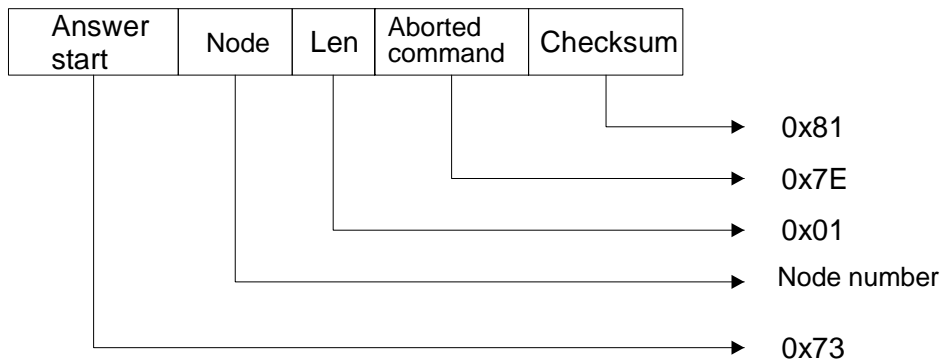 Answer
start
Node
Len
Aborted
command
Checksum
0x81
0x7E
0x01
Node number
0x73